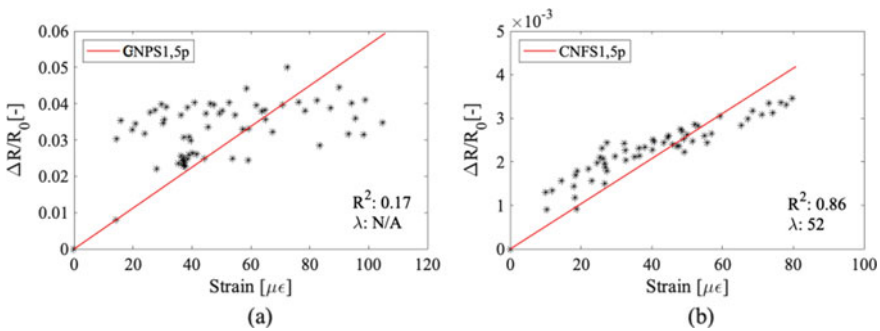 GNPS1,5p
ΔR/R0[-]
0.06
0.05
0.04
0.03
0.02
0.01
0
R2: 0.17
λ: N/A
0 20 40 60 80 100 120
Strain [με]
(a)
×10-3
CNFS1,5p
ΔR/R0[-]
5
4
3
2
1
0
R2: 0.86
λ: 52
0 20 40 60 80 100
Strain [με]
(b)